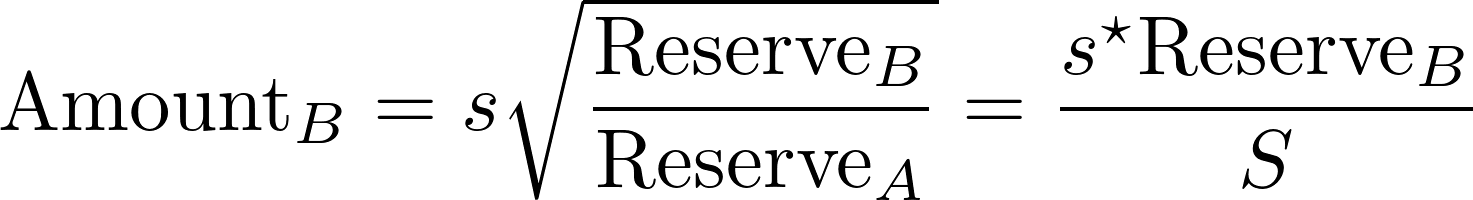 Amount_B = s√(Reserve_B / Reserve_A) = s⋆Reserve_B / S